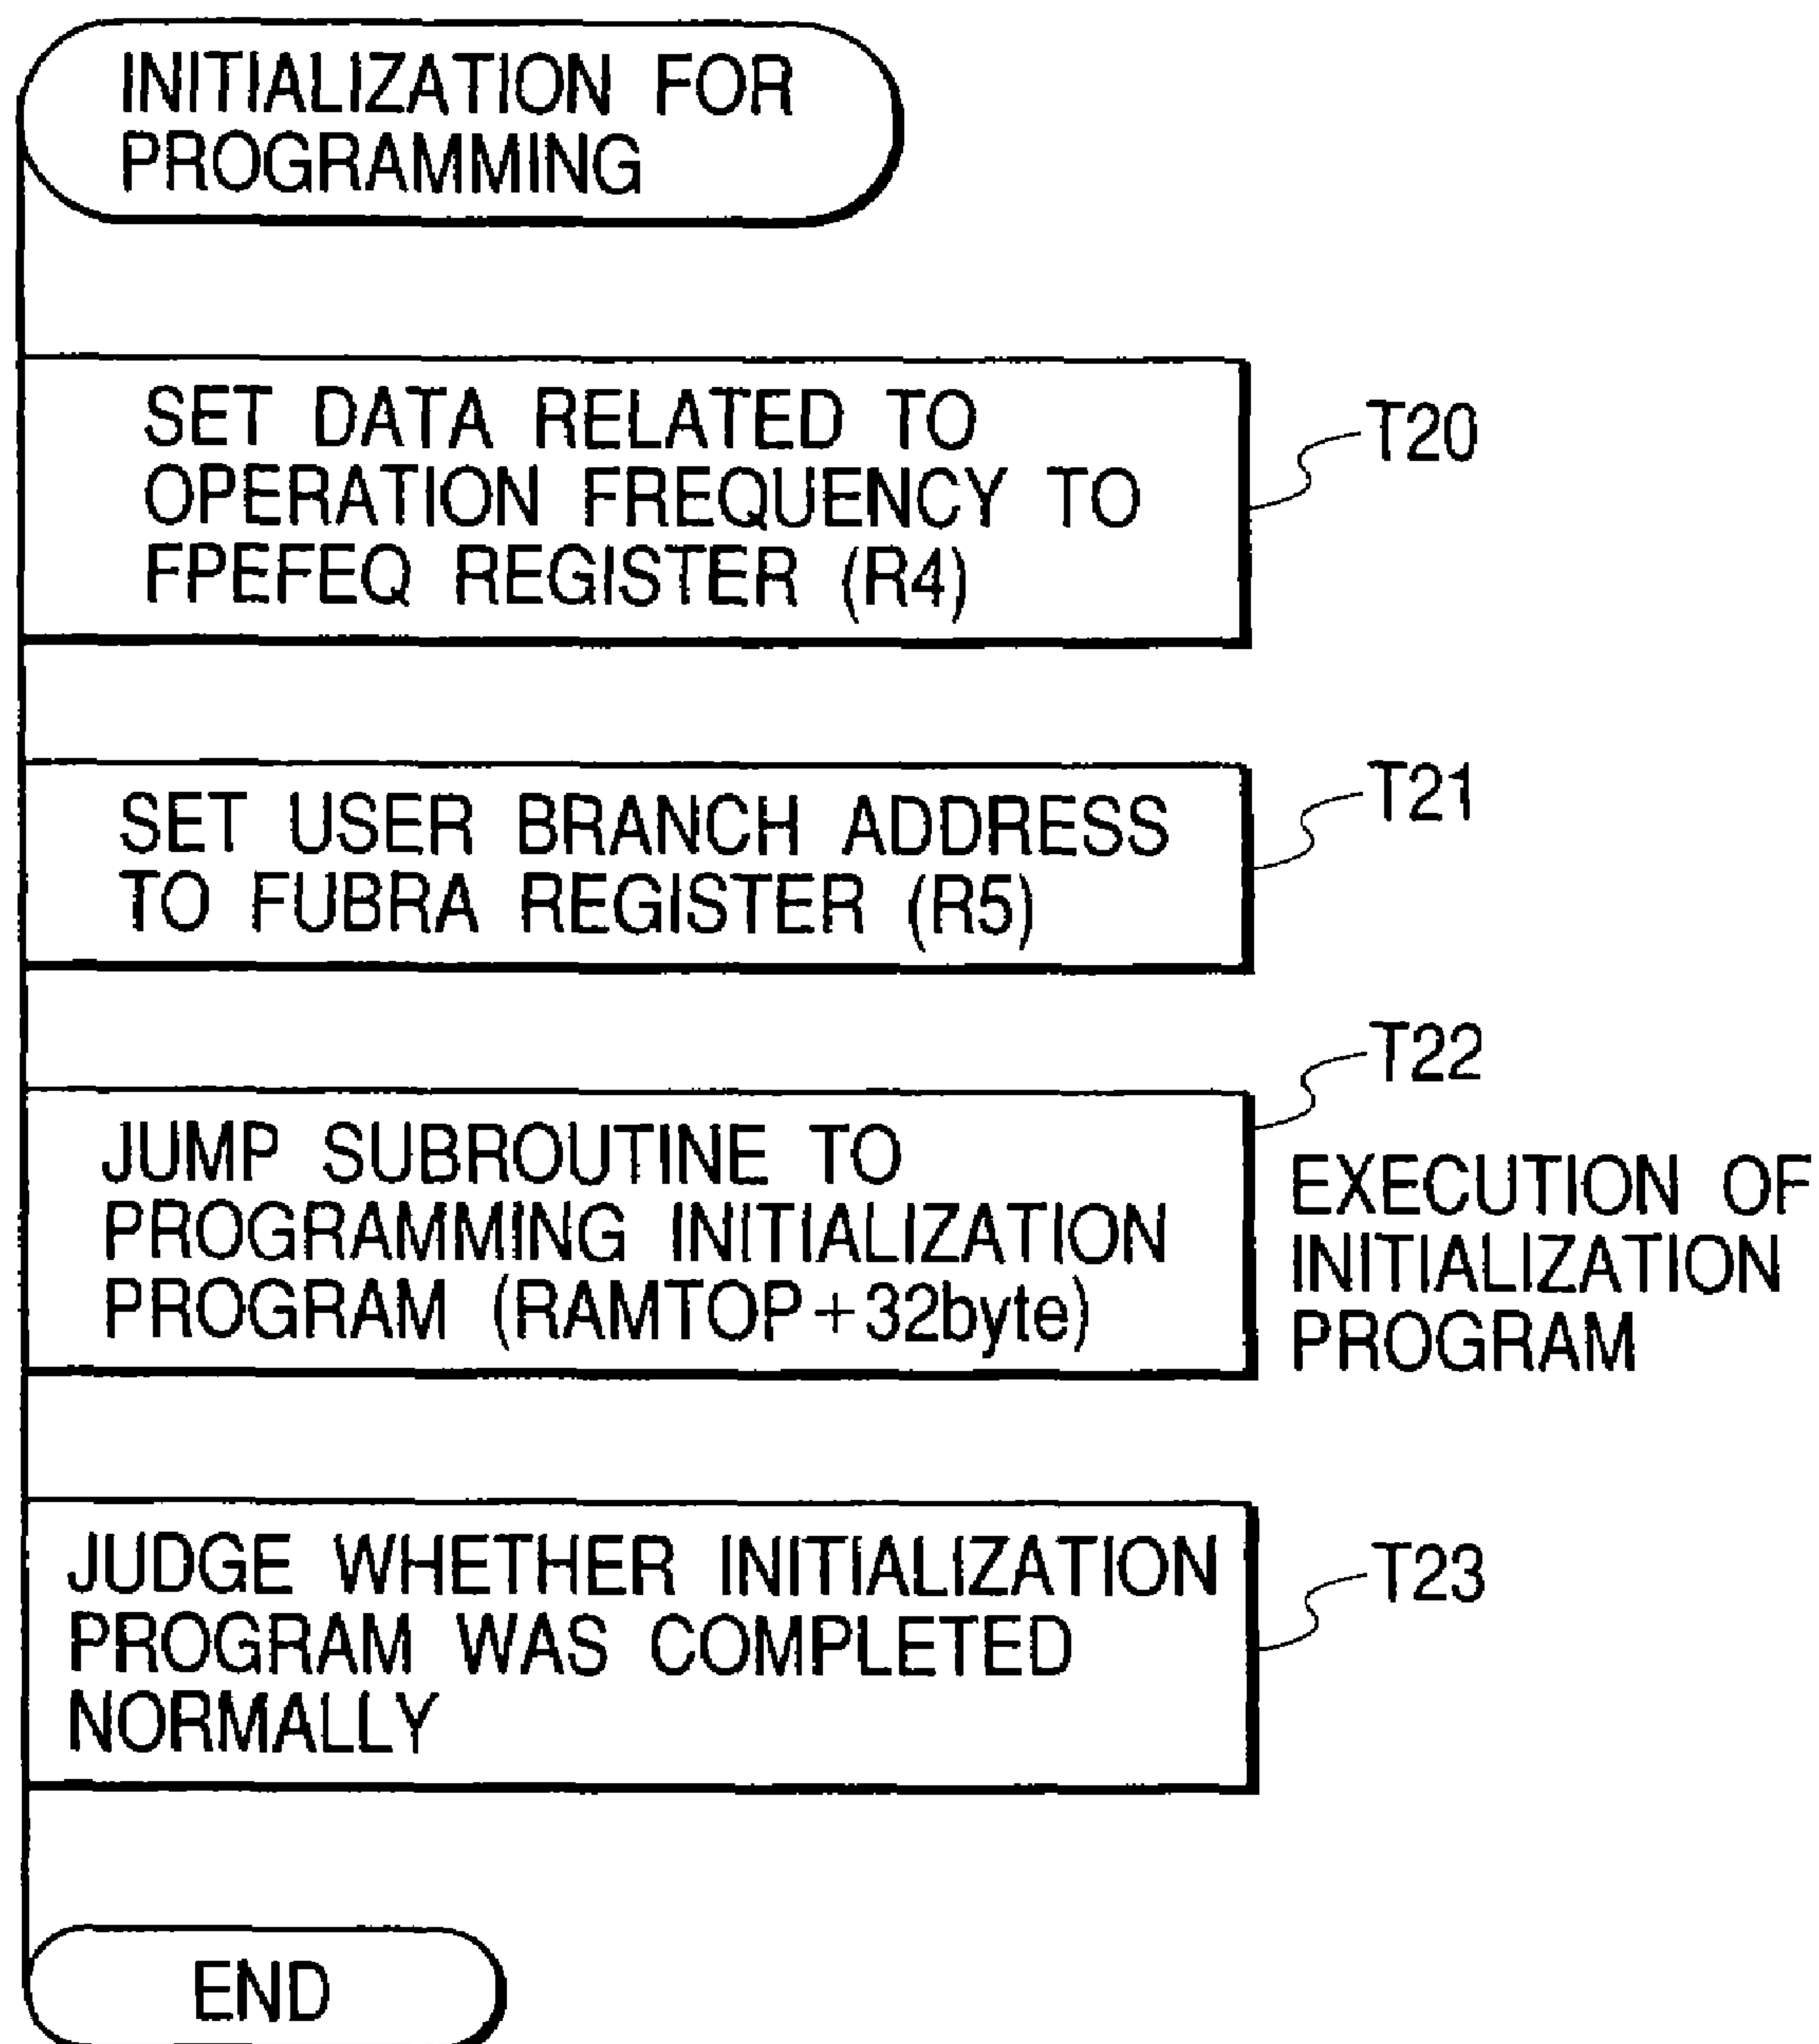 INITIALIZATION FOR
PROGRAMMING
SET DATA RELATED TO
OPERATION FREQUENCY TO
FPEFEQ REGISTER (R4)
T20
SET USER BRANCH ADDRESS
TO FUBRA REGISTER (R5)
T21
JUMP SUBROUTINE TO
PROGRAMMING INITIALIZATION
PROGRAM (RAMTOP+32byte)
T22
EXECUTION OF
INITIALIZATION
PROGRAM
JUDGE WHETHER INITIALIZATION
PROGRAM WAS COMPLETED
NORMALLY
T23
END